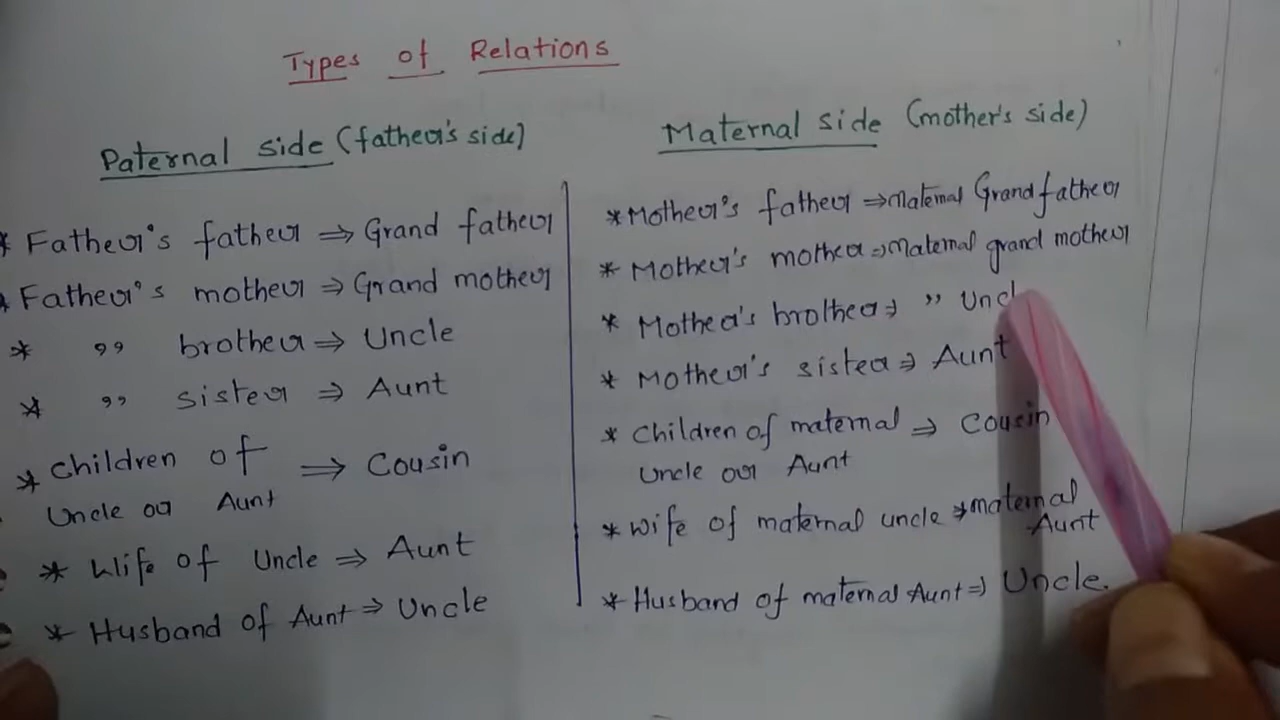 Types of Relations
Paternal side (father's side)
* Father's father ⇒ Grand father
* Father's mother ⇒ Grand mother
* ,, brother ⇒ Uncle
* ,, sister ⇒ Aunt
* Children of ⇒ Cousin
Uncle or Aunt
* Wife of Uncle ⇒ Aunt
* Husband of Aunt ⇒ Uncle
Maternal side (mother's side)
* Mother's father ⇒ maternal Grand father
* Mother's mother ⇒ maternal grand mother
* Mother's brother ⇒ ,, Uncl
* Mother's sister ⇒ Aunt
* Children of maternal ⇒ Cousin
Uncle or Aunt
* Wife of maternal uncle ⇒ maternal
Aunt
* Husband of maternal Aunt ⇒ Uncle.